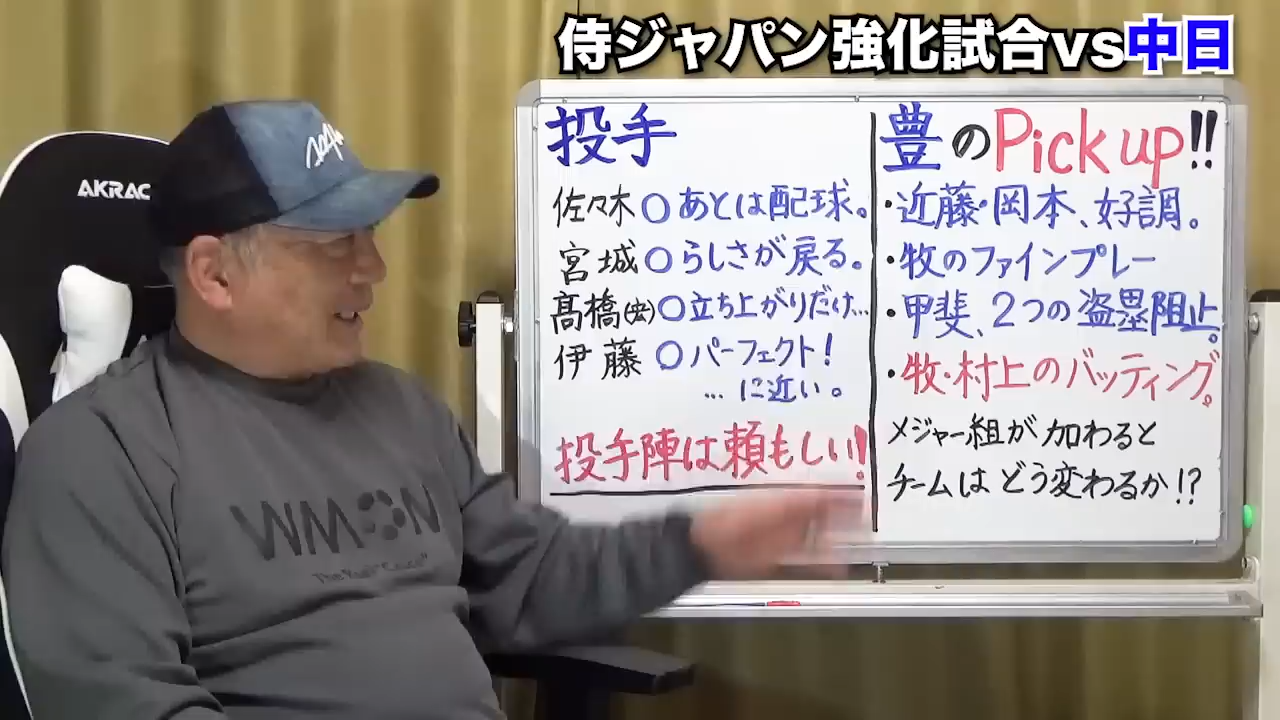 侍ジャパン強化試合vs中日
投手
佐々木○あとは配球。
宮城○らしさが戻る。
髙橋(宏)○立ち上がりだけ…
伊藤○パーフェクト!
…に近い。
投手陣は頼もしい!
豊のPick up!!
・近藤・岡本、好調。
・牧のファインプレー
・甲斐、2つの盗塁阻止。
・牧・村上のバッティング。
メジャー組が加わると
チームはどう変わるか!?
AKRAC
WMON